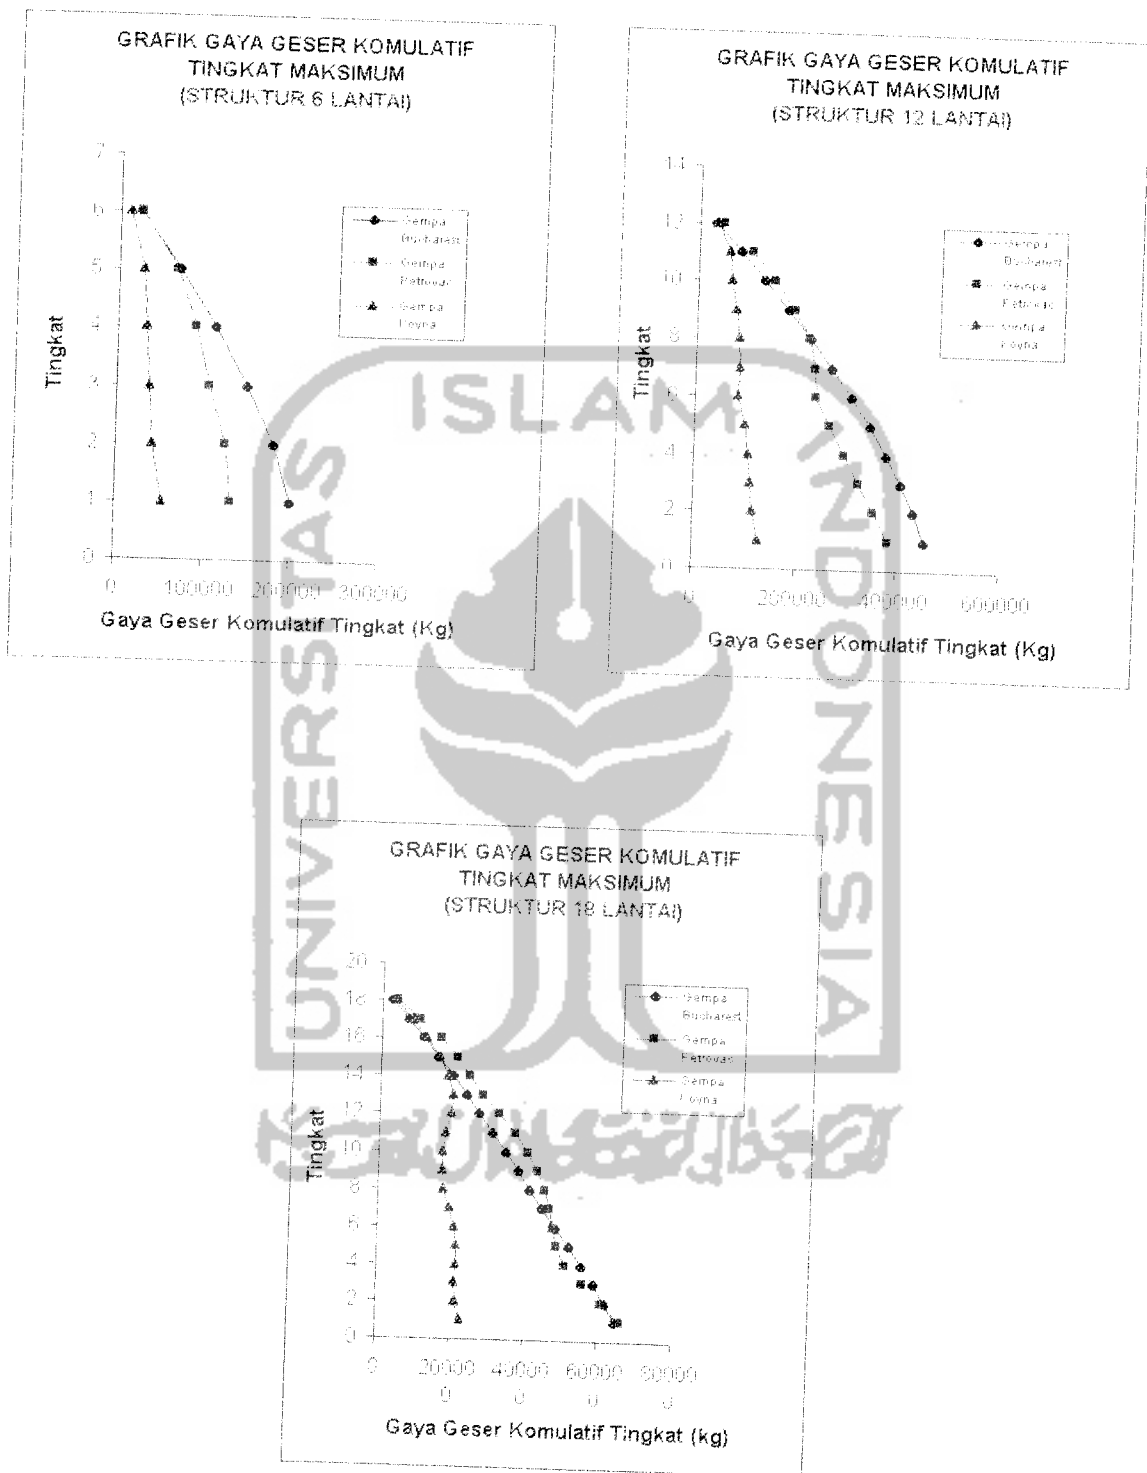 GRAFIK GAYA GESER KOMULATIF
TINGKAT MAKSIMUM
(STRUKTUR 6 LANTAI)
7
6
5
4
3
2
1
0
Tingkat
0 100000 200000 300000
Gaya Geser Komulatif Tingkat (Kg)
Gempa
Bucharest
Gempa
Petrovac
Gempa
Koyna
GRAFIK GAYA GESER KOMULATIF
TINGKAT MAKSIMUM
(STRUKTUR 12 LANTAI)
14
12
10
8
6
4
2
0
Tingkat
0 200000 400000 600000
Gaya Geser Komulatif Tingkat (Kg)
Gempa
Bucharest
Gempa
Petrovac
Gempa
Koyna
GRAFIK GAYA GESER KOMULATIF
TINGKAT MAKSIMUM
(STRUKTUR 18 LANTAI)
20
18
16
14
12
10
8
6
4
2
0
Tingkat
0 20000 40000 60000 80000
0 0 0 0
Gaya Geser Komulatif Tingkat (kg)
Gempa
Bucharest
Gempa
Petrovac
Gempa
Koyna
UNIVERSITAS
ISLAM
INDONESIA